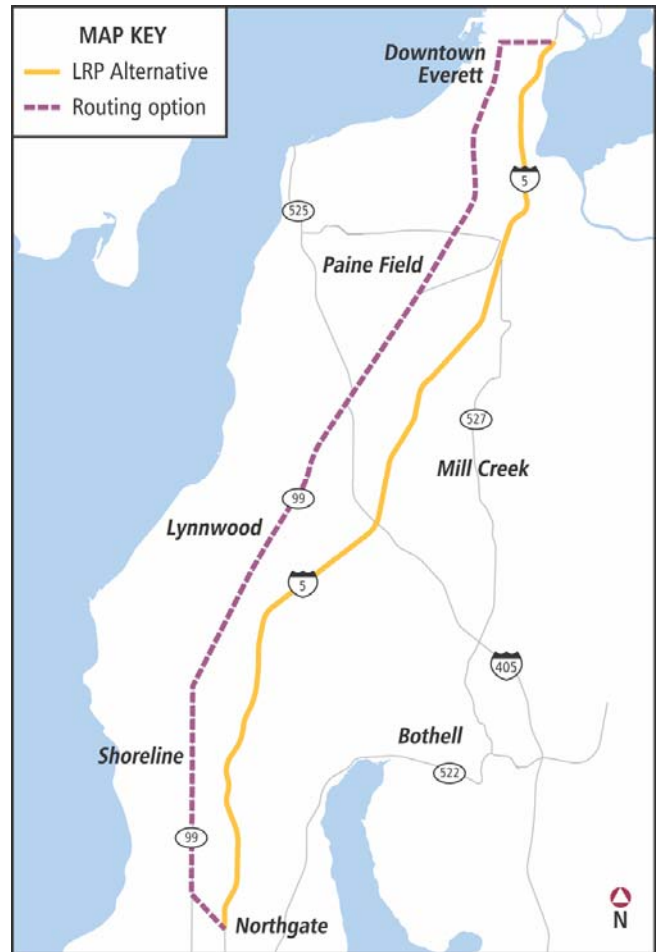 MAP KEY
LRP Alternative
Routing option
Downtown
Everett
5
525
Paine Field
527
Mill Creek
99
Lynnwood
5
405
Bothell
Shoreline
522
99
Northgate
N